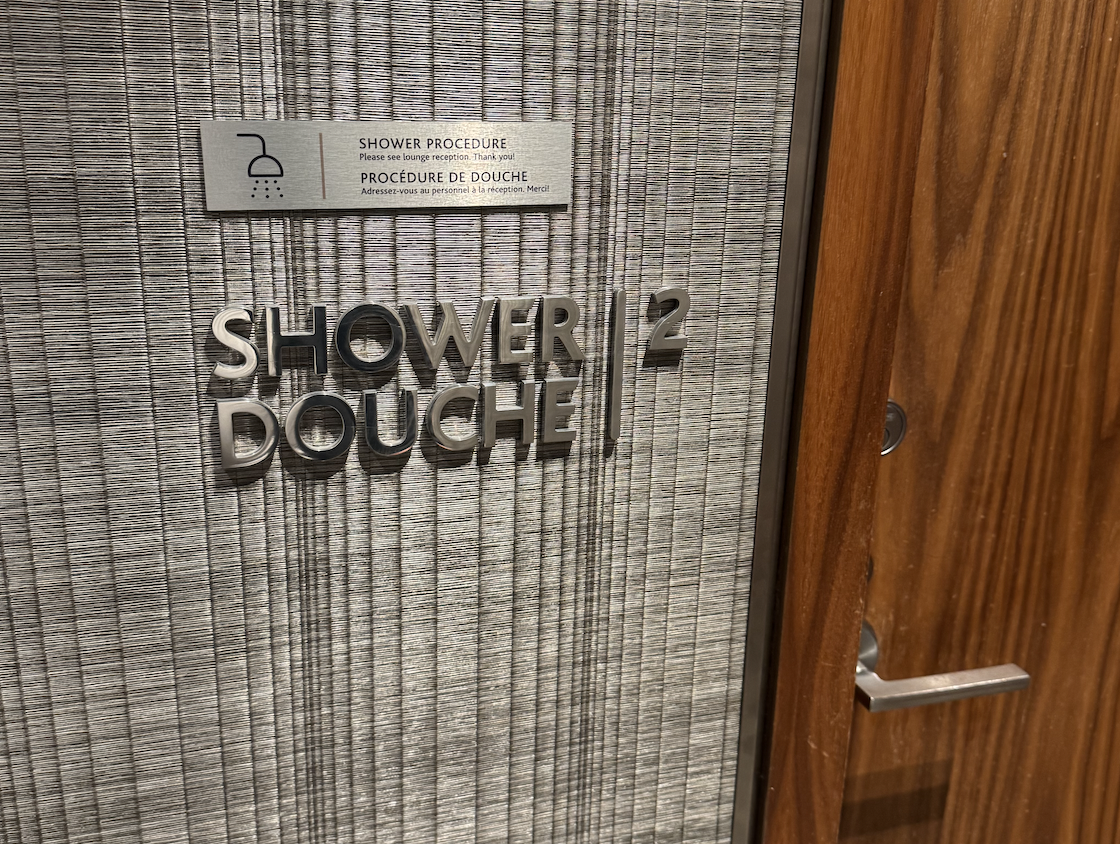 SHOWER PROCEDURE
Please see lounge reception. Thank you!
PROCÉDURE DE DOUCHE
Adressez-vous au personnel à la réception. Merci!
SHOWER | 2
DOUCHE